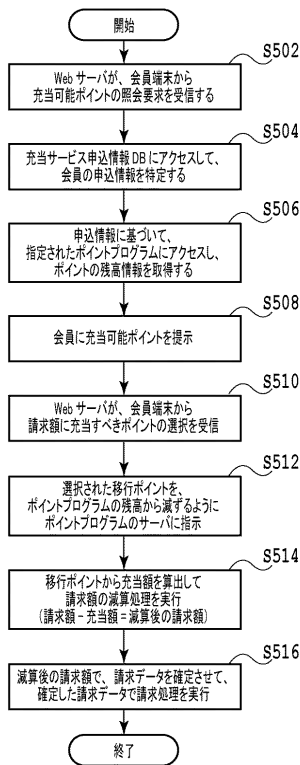 開始
S502
Webサーバが、会員端末から
充当可能ポイントの照会要求を受信する
S504
充当サービス申込情報DBにアクセスして、
会員の申込情報を特定する
S506
申込情報に基づいて、
指定されたポイントプログラムにアクセスし、
ポイントの残高情報を取得する
S508
会員に充当可能ポイントを提示
S510
Webサーバが、会員端末から
請求額に充当すべきポイントの選択を受信
S512
選択された移行ポイントを、
ポイントプログラムの残高から減ずるように
ポイントプログラムのサーバに指示
S514
移行ポイントから充当額を算出して
請求額の減算処理を実行
(請求額－充当額＝減算後の請求額)
S516
減算後の請求額で、請求データを確定させて、
確定した請求データで請求処理を実行
終了